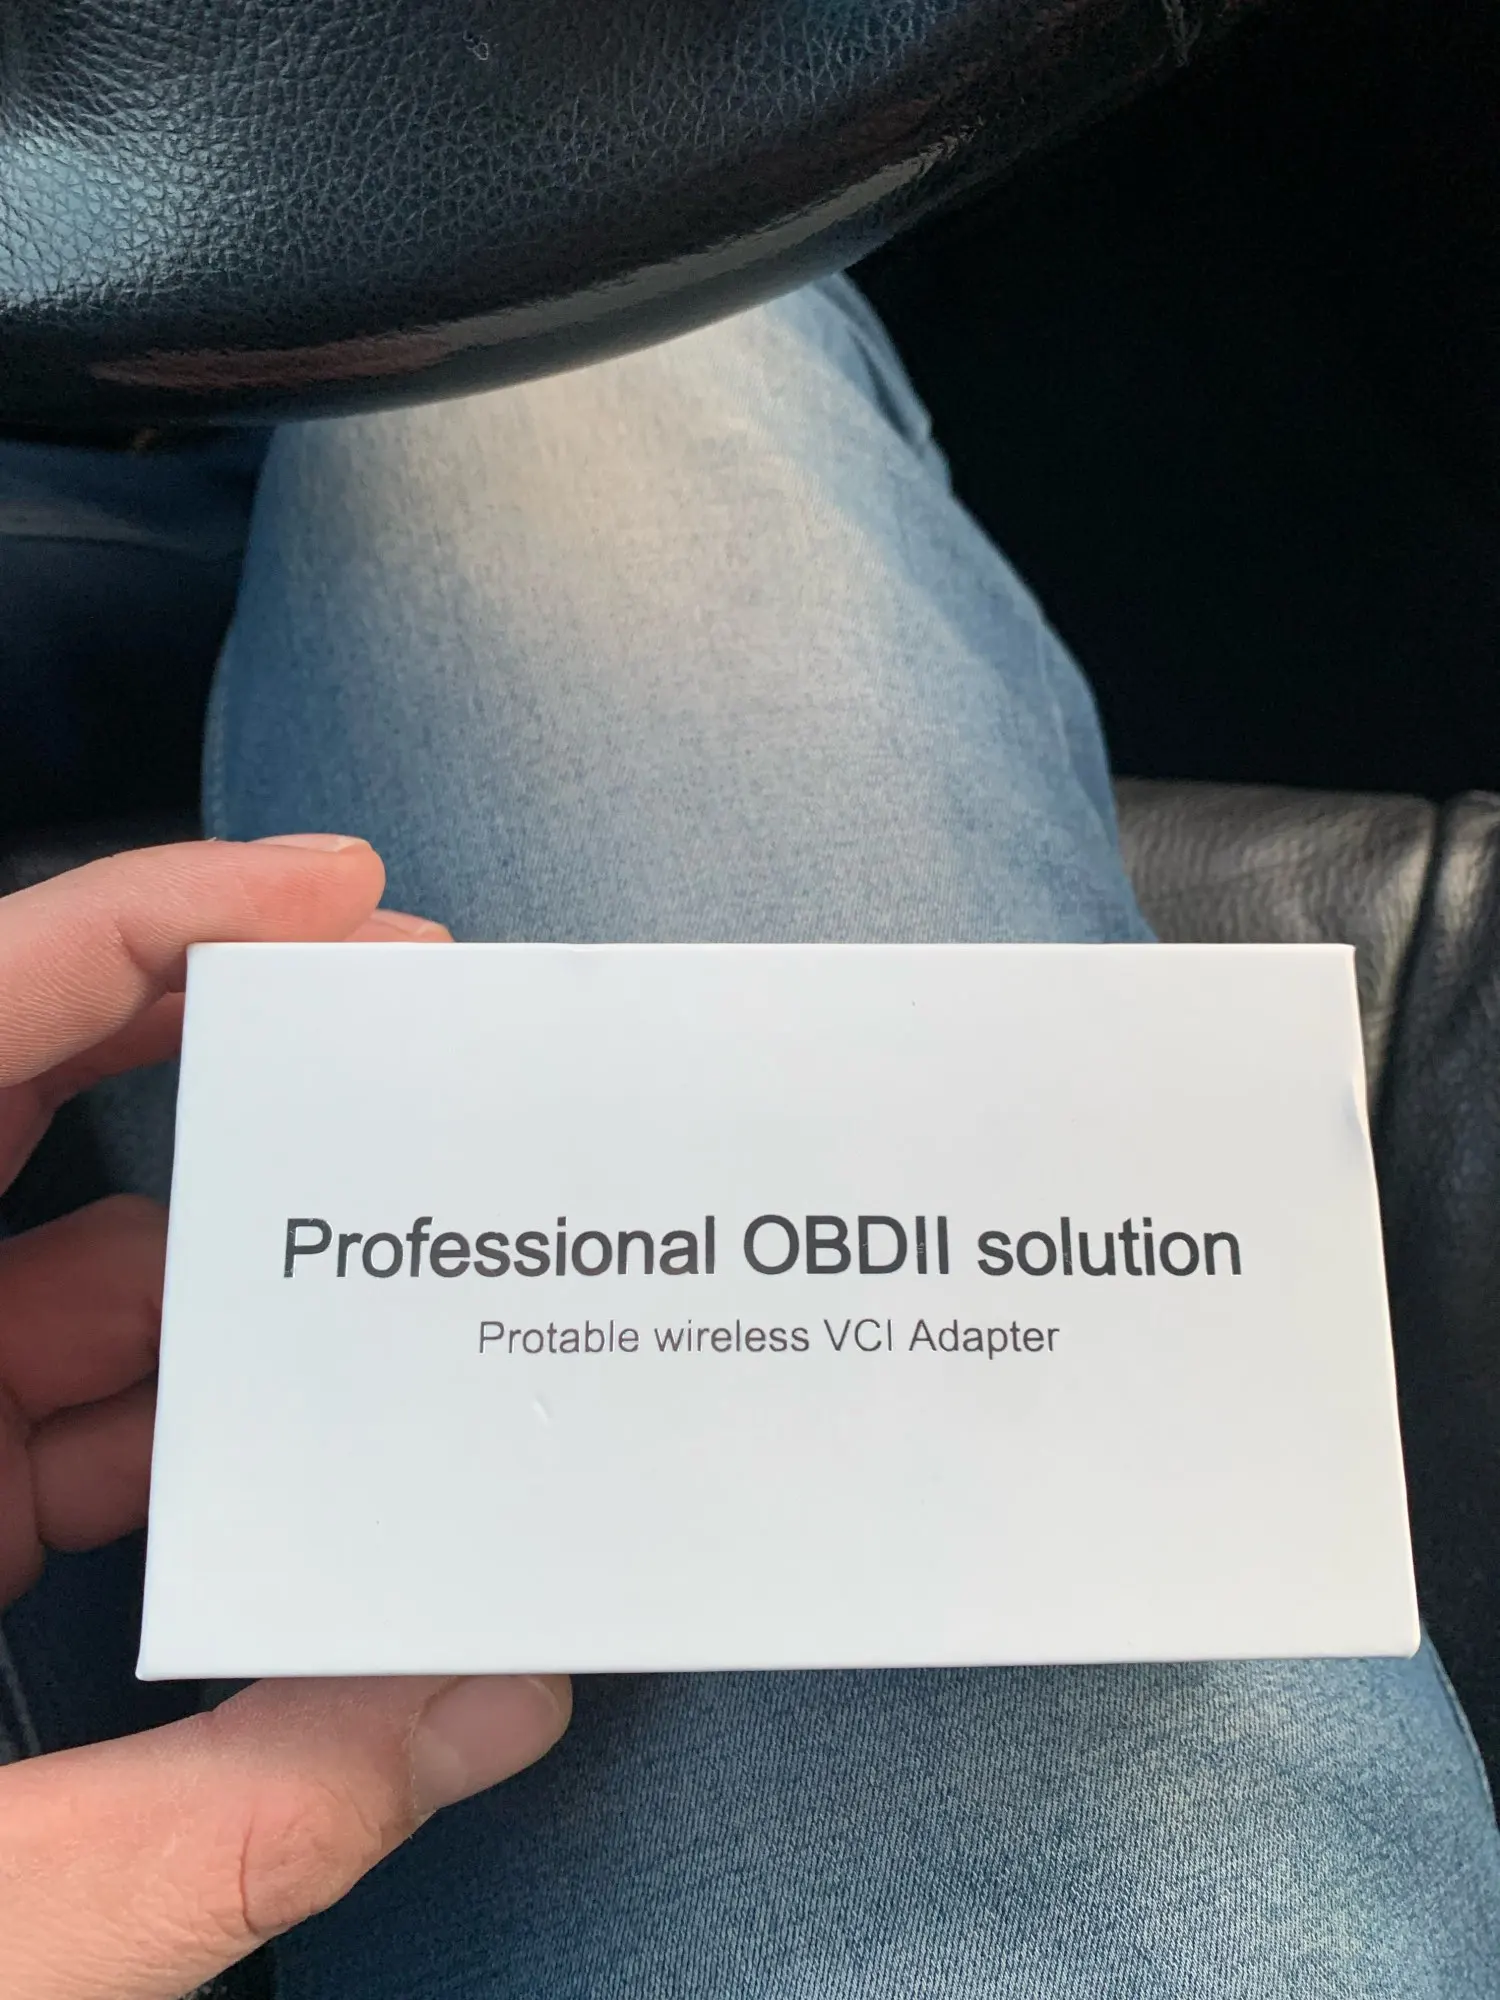 Professional OBDII solution
Protable wireless VCI Adapter